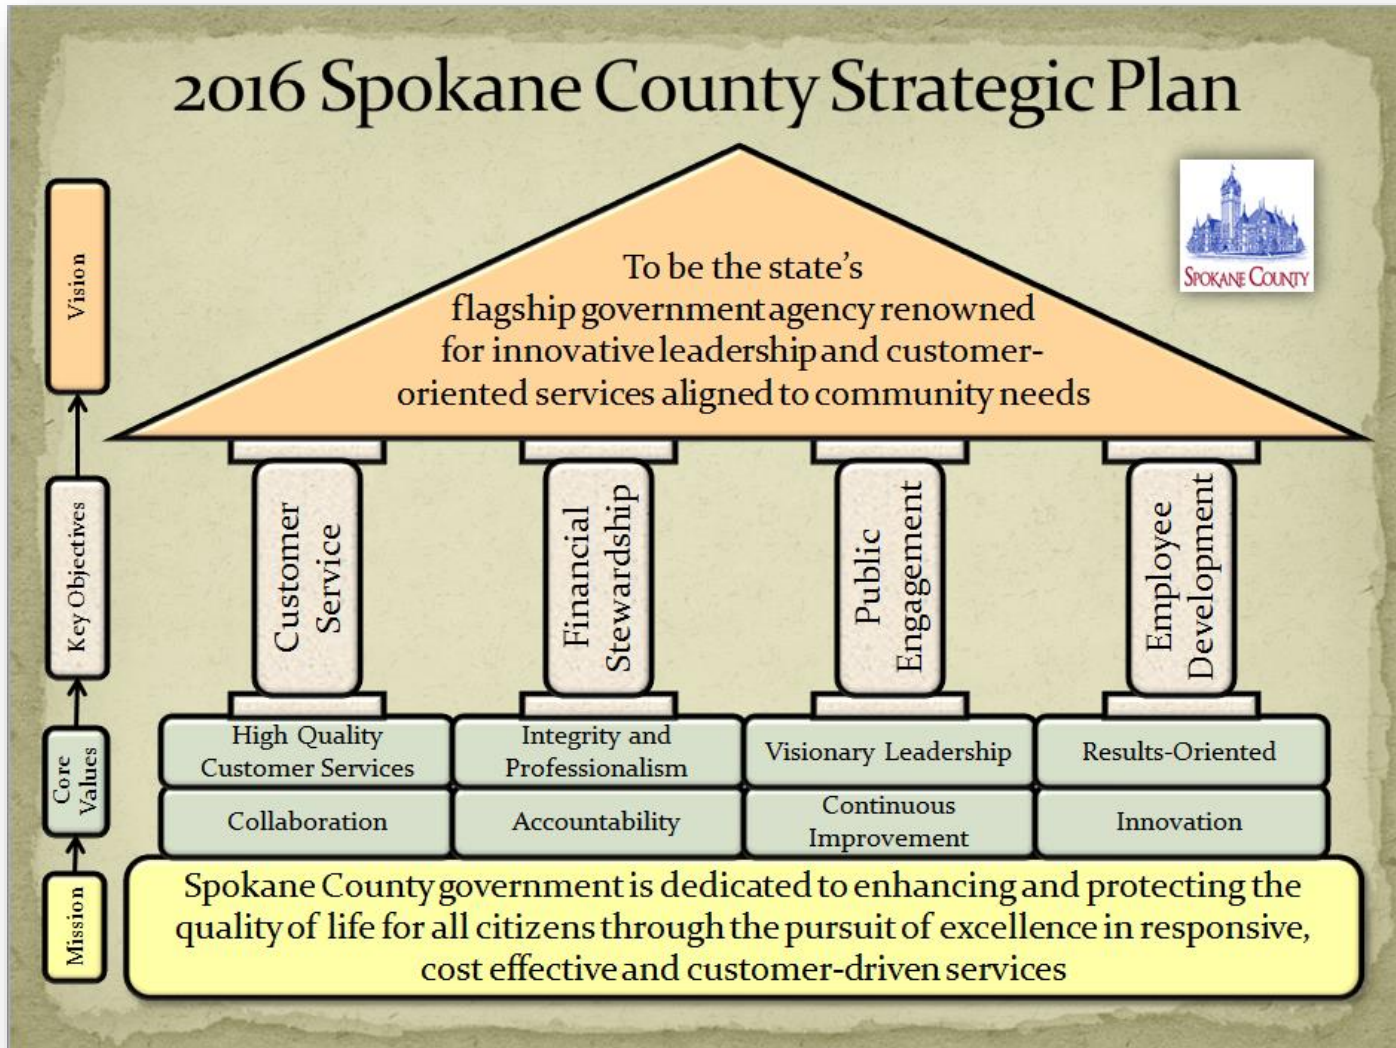 2016 Spokane County Strategic Plan
SPOKANE COUNTY
Vision
To be the state's
flagship government agency renowned
for innovative leadership and customer-
oriented services aligned to community needs
Key Objectives
Customer
Service
Financial
Stewardship
Public
Engagement
Employee
Development
Core
Values
High Quality
Customer Services
Integrity and
Professionalism
Visionary Leadership
Results-Oriented
Collaboration
Accountability
Continuous
Improvement
Innovation
Mission
Spokane County government is dedicated to enhancing and protecting the
quality of life for all citizens through the pursuit of excellence in responsive,
cost effective and customer-driven services